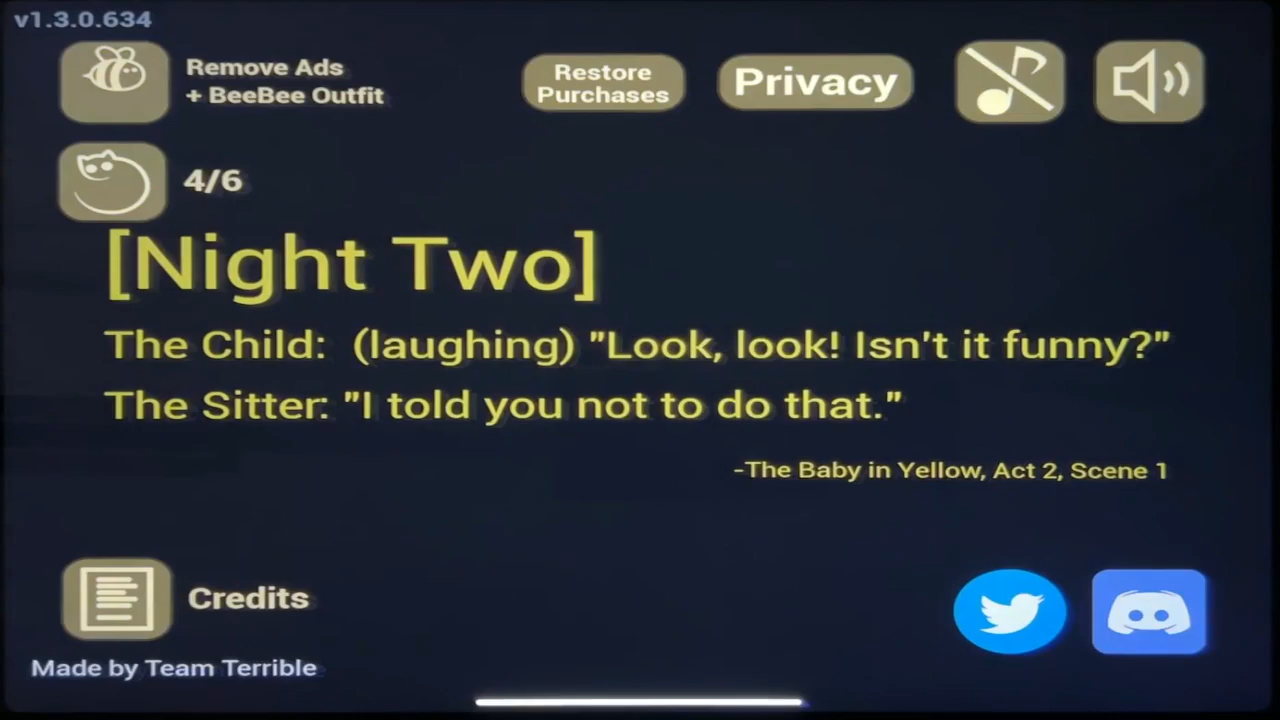 v1.3.0.634
Remove Ads
+ BeeBee Outfit
Restore
Purchases
Privacy
4/6
[Night Two]
The Child:  (laughing) "Look, look! Isn't it funny?"
The Sitter: "I told you not to do that."
-The Baby in Yellow, Act 2, Scene 1
Credits
Made by Team Terrible